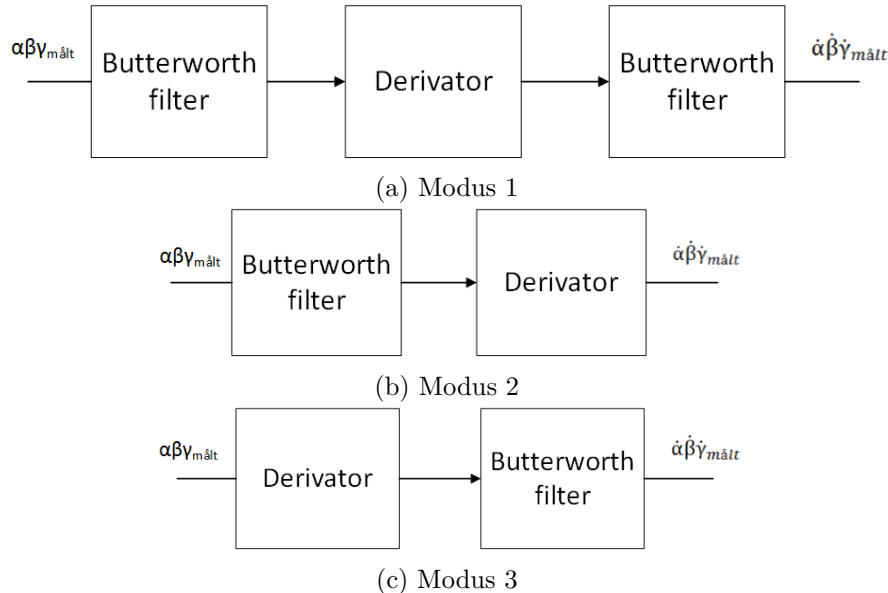 αβγmålt
Butterworth
filter
Derivator
Butterworth
filter
α̇β̇γ̇målt
(a) Modus 1
αβγmålt
Butterworth
filter
Derivator
α̇β̇γ̇målt
(b) Modus 2
αβγmålt
Derivator
Butterworth
filter
α̇β̇γ̇målt
(c) Modus 3